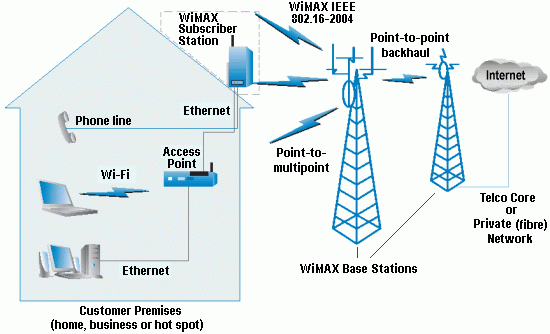 WiMAX
Subscriber
Station
WiMAX IEEE
802.16-2004
Point-to-point
backhaul
Internet
Ethernet
Phone line
Access
Point
Point-to-
multipoint
Wi-Fi
Telco Core
or
Private (fibre)
Network
Ethernet
WiMAX Base Stations
Customer Premises
(home, business or hot spot)